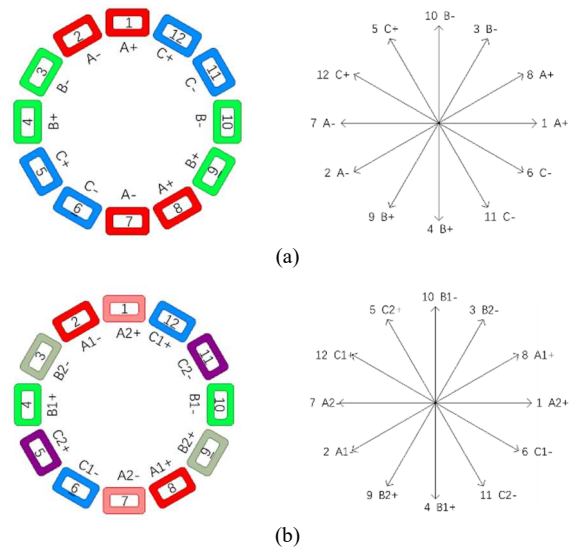 1
2
3
4
5
6
7
8
9
10
11
12
A+
A-
B-
B+
C+
C-
A-
A+
B+
B-
C-
C+
10 B-
5 C+
3 B-
12 C+
8 A+
7 A-
1 A+
2 A-
6 C-
9 B+
11 C-
4 B+
(a)
1
2
3
4
5
6
7
8
9
10
11
12
A2+
A1-
B2-
B1+
C2+
C1-
A2-
A1+
B2+
B1-
C2-
C1+
10 B1-
5 C2+
3 B2-
12 C1+
8 A1+
7 A2-
1 A2+
2 A1
6 C1-
9 B2+
11 C2-
4 B1+
(b)